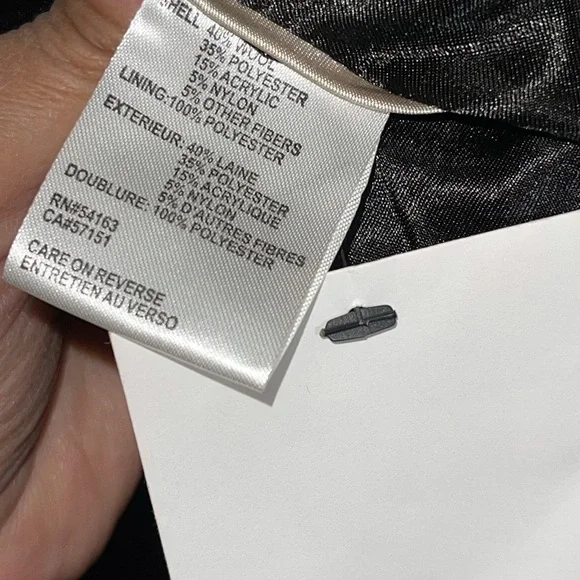 SHELL: 40% WOOL
35% POLYESTER
15% ACRYLIC
5% NYLON
5% OTHER FIBERS
LINING:100% POLYESTER
EXTERIEUR: 40% LAINE
35% POLYESTER
15% ACRYLIQUE
5% NYLON
5% D'AUTRES FIBRES
DOUBLURE: 100% POLYESTER
RN#54163
CA#57151
CARE ON REVERSE
ENTRETIEN AU VERSO